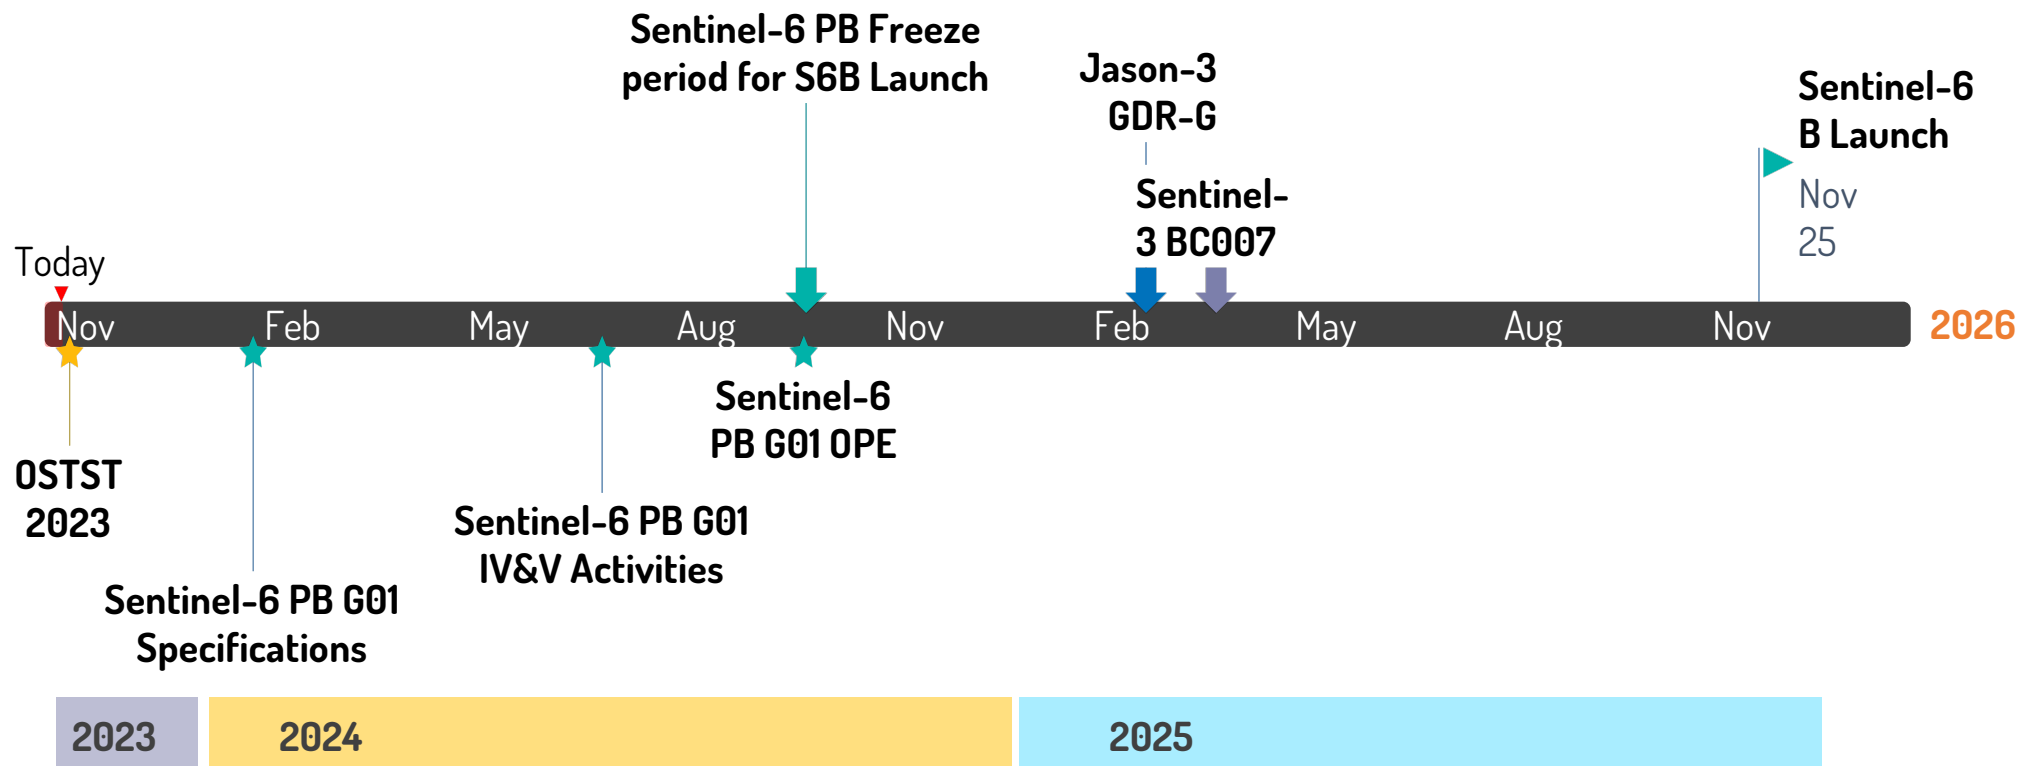 Sentinel-6 PB Freeze
period for S6B Launch
Jason-3
GDR-G
Sentinel-6
B Launch
Nov
25
Sentinel-
3 BC007
Today
Nov Feb May Aug Nov Feb May Aug Nov 2026
OSTST
2023
Sentinel-6 PB G01
Specifications
Sentinel-6 PB G01
IV&V Activities
Sentinel-6
PB G01 OPE
2023 2024 2025